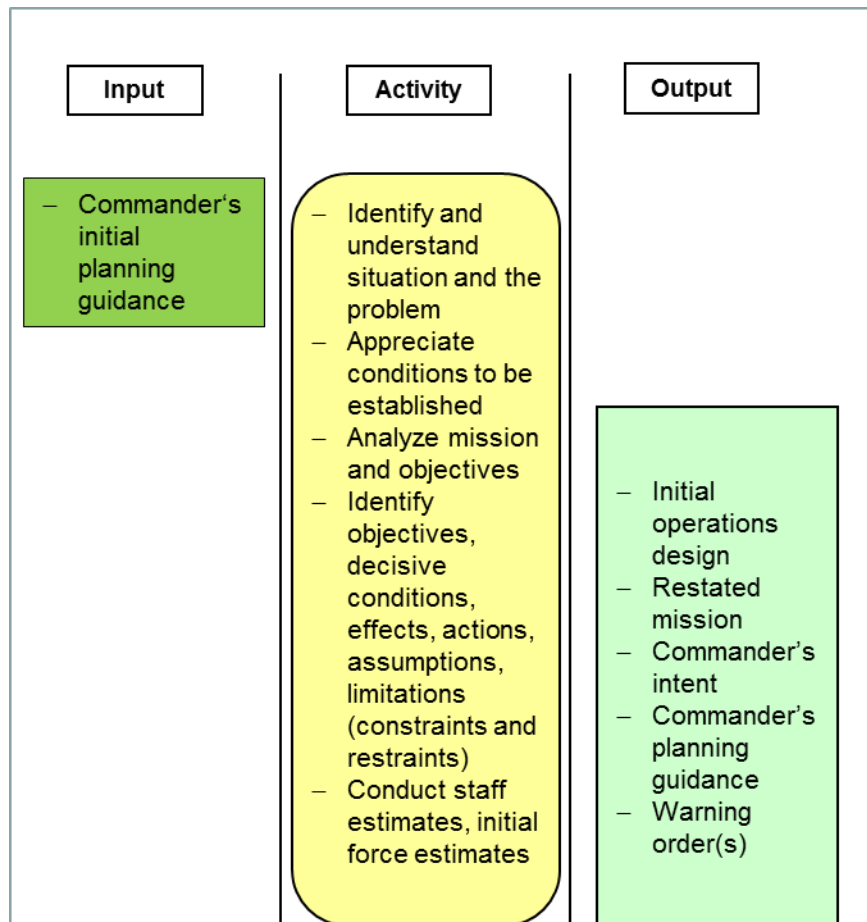 Input
Activity
Output
– Commander‘s
initial
planning
guidance
– Identify and
understand
situation and the
problem
– Appreciate
conditions to be
established
– Analyze mission
and objectives
– Identify
objectives,
decisive
conditions,
effects, actions,
assumptions,
limitations
(constraints and
restraints)
– Conduct staff
estimates, initial
force estimates
– Initial
operations
design
– Restated
mission
– Commander’s
intent
– Commander’s
planning
guidance
– Warning
order(s)